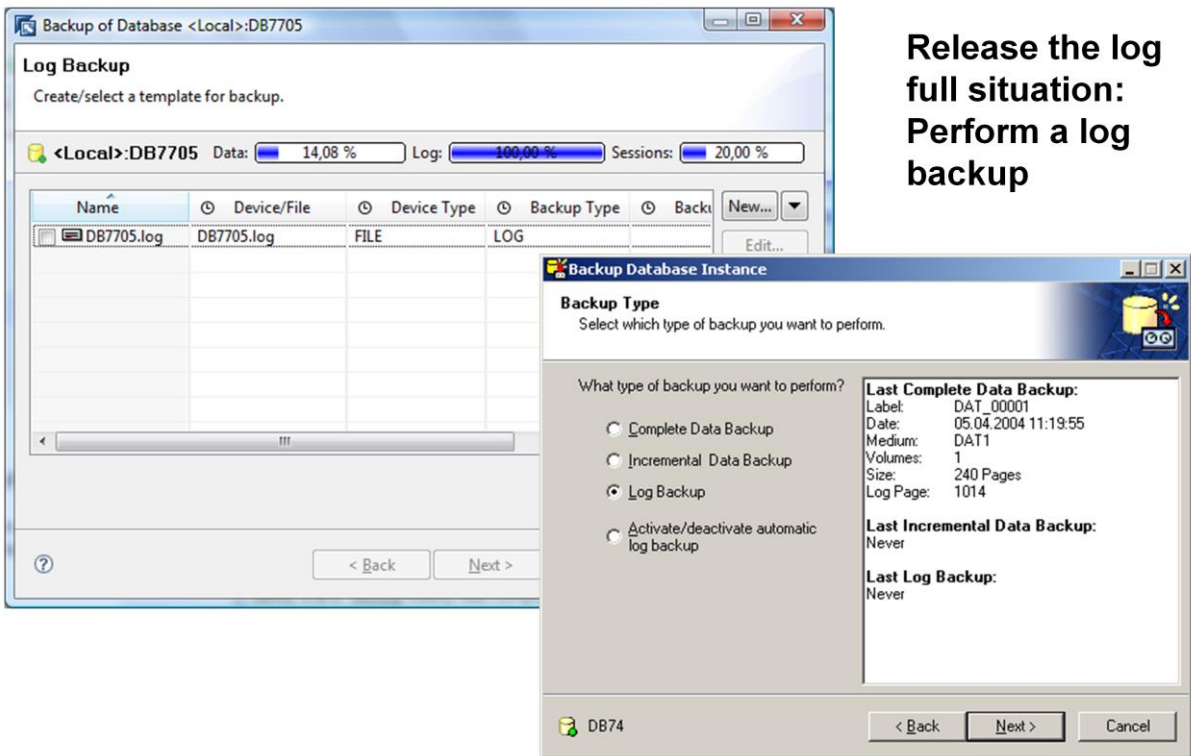 Backup of Database <Local>:DB7705
Log Backup
Create/select a template for backup.
<Local>:DB7705 Data: 14,08 % Log: 100,00 % Sessions: 20,00 %
Name Device/File Device Type Backup Type Backu New...
DB7705.log DB7705.log FILE LOG Edit...
< Back Next >
Release the log
full situation:
Perform a log
backup
Backup Database Instance
Backup Type
Select which type of backup you want to perform.
What type of backup you want to perform?
Complete Data Backup
Incremental Data Backup
Log Backup
Activate/deactivate automatic
log backup
Last Complete Data Backup:
Label: DAT_00001
Date: 05.04.2004 11:19:55
Medium: DAT1
Volumes: 1
Size: 240 Pages
Log Page: 1014
Last Incremental Data Backup:
Never
Last Log Backup:
Never
DB74 < Back Next > Cancel